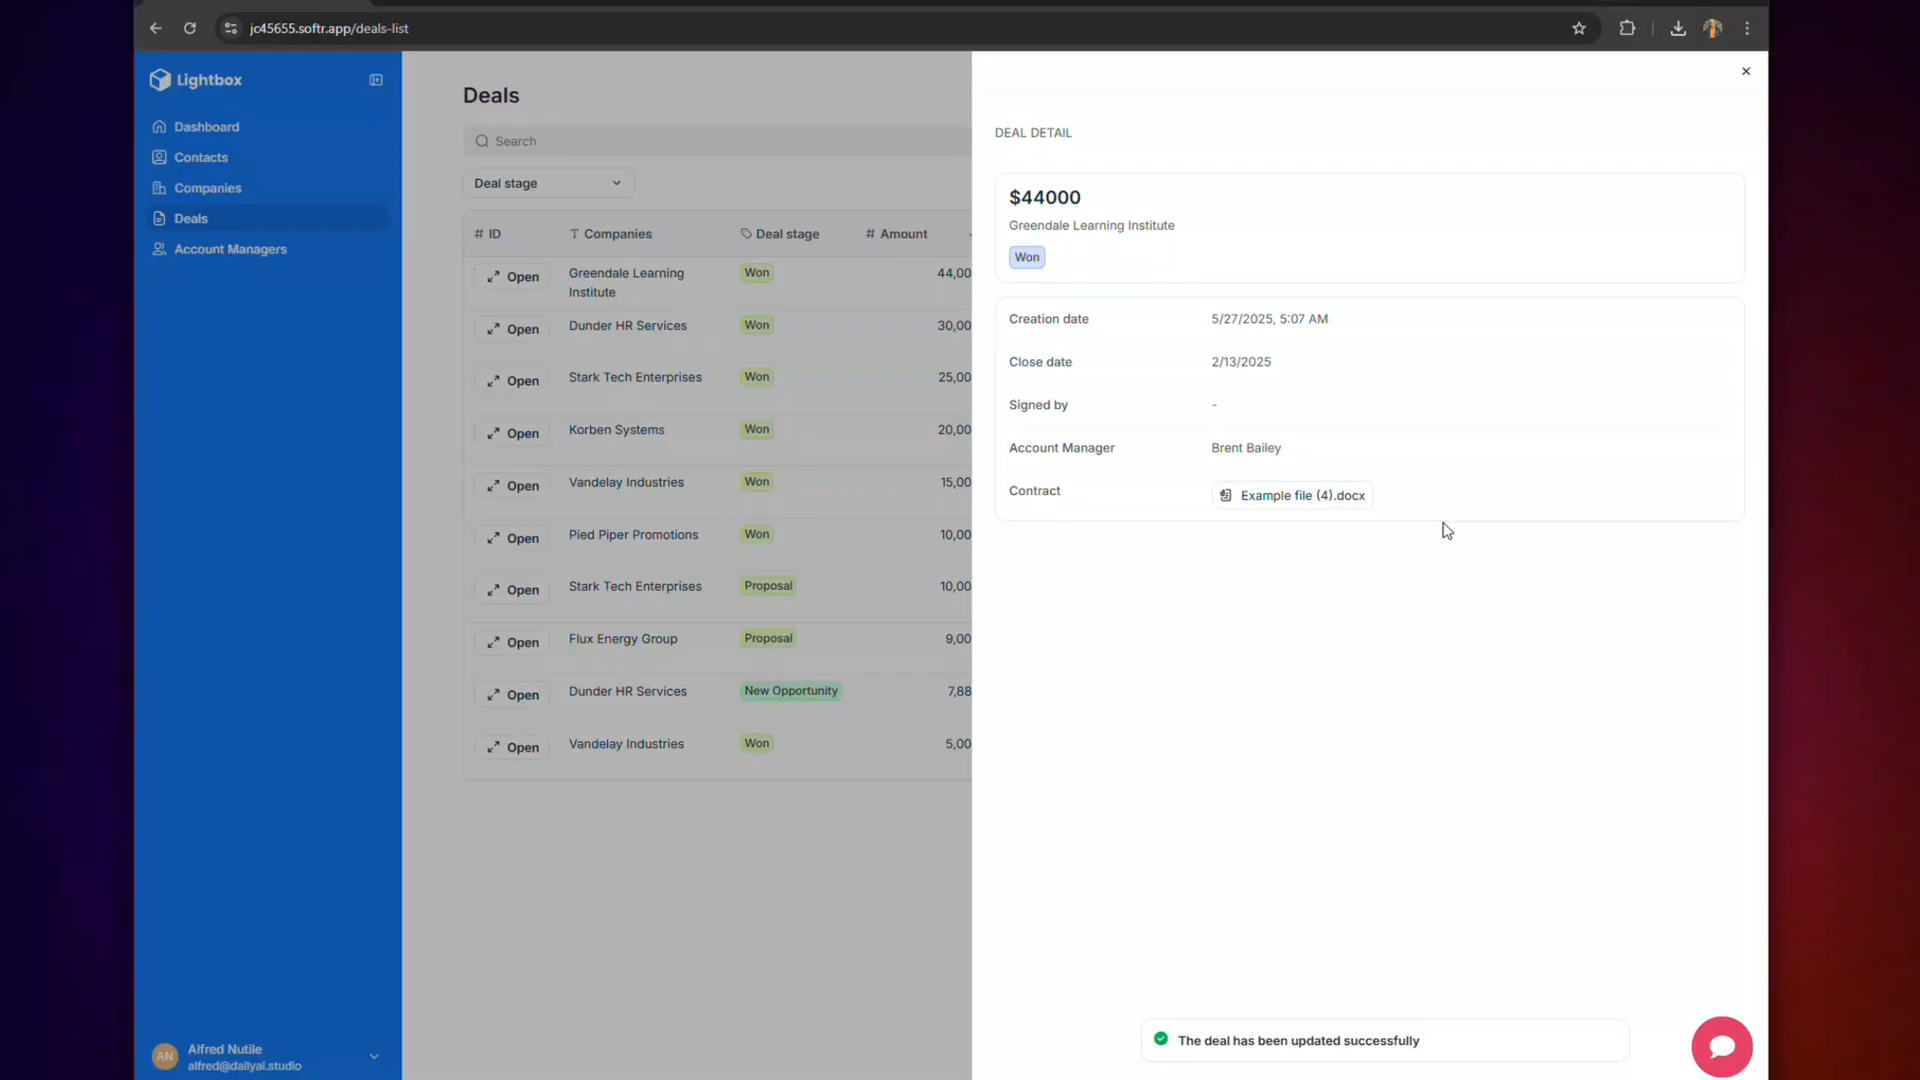 jc45655.softr.app/deals-list
Lightbox
Dashboard
Contacts
Companies
Deals
Account Managers
Alfred Nutile
AN
alfred@dailyai.studio
Deals
Search
Deal stage
# ID
Companies
Deal stage
# Amount
Open
Greendale Learning
Institute
Won
44,00
Open
Dunder HR Services
Won
30,00
Open
Stark Tech Enterprises
Won
25,00
Open
Korben Systems
Won
20,00
Open
Vandelay Industries
Won
15,00
Open
Pied Piper Promotions
Won
10,00
Open
Stark Tech Enterprises
Proposal
10,00
Open
Flux Energy Group
Proposal
9,00
Open
Dunder HR Services
New Opportunity
7,88
Open
Vandelay Industries
Won
5,00
DEAL DETAIL
$44000
Greendale Learning Institute
Won
Creation date
5/27/2025, 5:07 AM
Close date
2/13/2025
Signed by
-
Account Manager
Brent Bailey
Contract
Example file (4).docx
The deal has been updated successfully